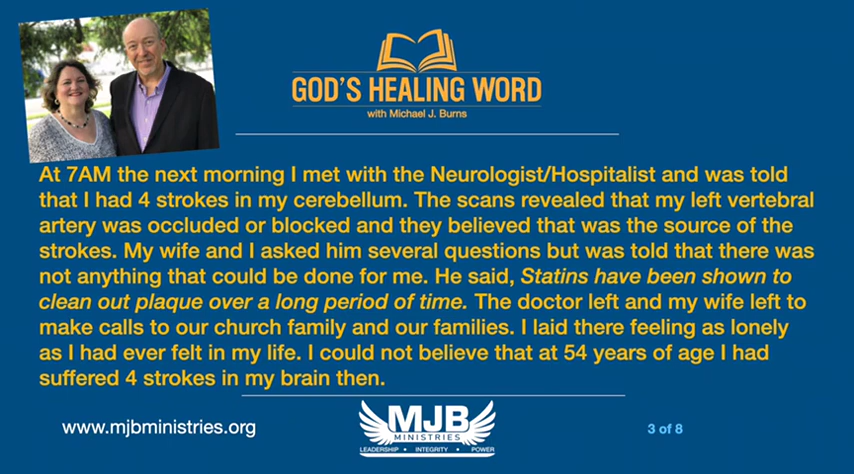 GOD'S HEALING WORD
with Michael J. Burns
At 7AM the next morning I met with the Neurologist/Hospitalist and was told
that I had 4 strokes in my cerebellum. The scans revealed that my left vertebral
artery was occluded or blocked and they believed that was the source of the
strokes. My wife and I asked him several questions but was told that there was
not anything that could be done for me. He said, Statins have been shown to
clean out plaque over a long period of time. The doctor left and my wife left to
make calls to our church family and our families. I laid there feeling as lonely
as I had ever felt in my life. I could not believe that at 54 years of age I had
suffered 4 strokes in my brain then.
www.mjbministries.org
MJB
MINISTRIES
LEADERSHIP • INTEGRITY • POWER
3 of 8